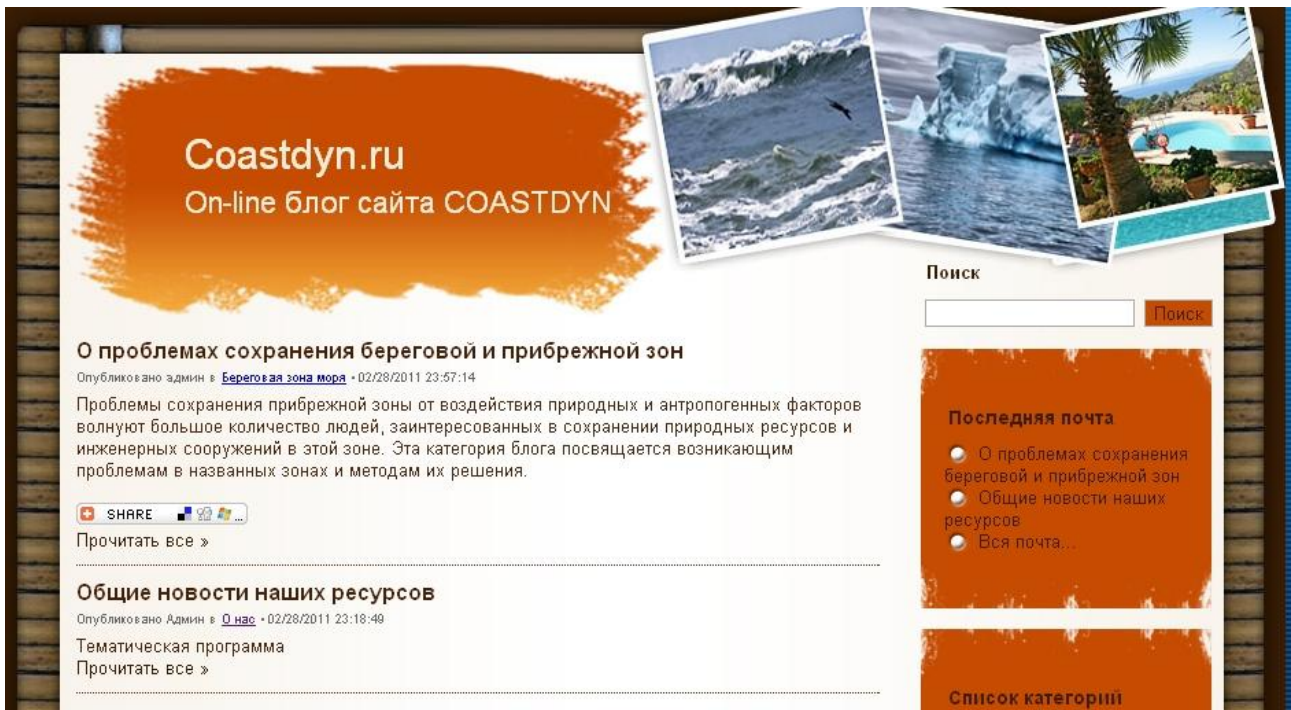 Coastdyn.ru
On-line блог сайта COASTDYN
Поиск
Поиск
О проблемах сохранения береговой и прибрежной зон
Опубликовано админ в Береговая зона моря • 02/28/2011 23:57:14
Проблемы сохранения прибрежной зоны от воздействия природных и антропогенных факторов
волнуют большое количество людей, заинтересованных в сохранении природных ресурсов и
инженерных сооружений в этой зоне. Эта категория блога посвящается возникающим
проблемам в названных зонах и методам их решения.
SHARE ...
Прочитать все »
Общие новости наших ресурсов
Опубликовано Админ в О нас • 02/28/2011 23:18:49
Тематическая программа
Прочитать все »
Последняя почта
О проблемах сохранения
береговой и прибрежной зон
Общие новости наших
ресурсов
Вся почта...
Список категорий